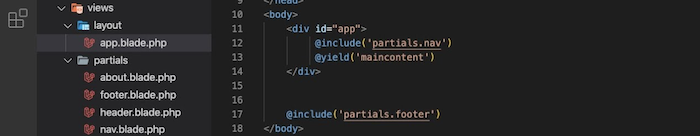 views
layout
app.blade.php
partials
about.blade.php
footer.blade.php
header.blade.php
nav.blade.php
10 <body>
11 <div id="app">
12 @include('partials.nav')
13 @yield('maincontent')
14 </div>
15
16
17 @include('partials.footer')
18 </body>